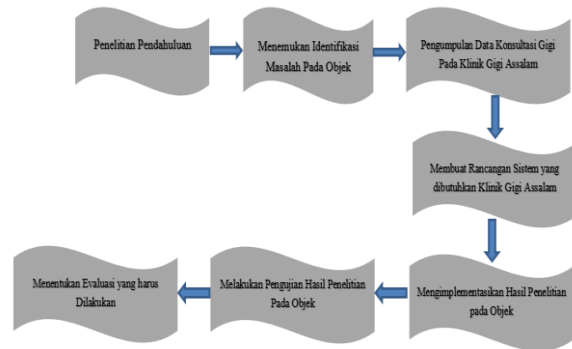 Penelitian Pendahuluan
Menemukan Identifikasi
Masalah Pada Objek
Pengumpulan Data Konsultasi Gigi
Pada Klinik Gigi Assalam
Membuat Rancangan Sistem yang
dibutuhkan Klinik Gigi Assalam
Mengimplementasikan Hasil Penelitian
pada Objek
Melakukan Pengujian Hasil Penelitian
Pada Objek
Menentukan Evaluasi yang harus
Dilakukan